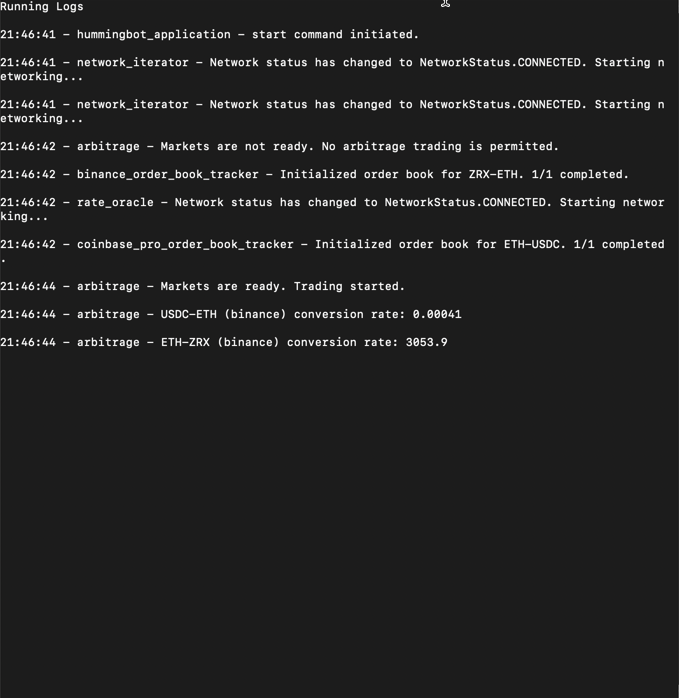 Running Logs
21:46:41 – hummingbot_application – start command initiated.
21:46:41 – network_iterator – Network status has changed to NetworkStatus.CONNECTED. Starting n
etworking...
21:46:41 – network_iterator – Network status has changed to NetworkStatus.CONNECTED. Starting n
etworking...
21:46:42 – arbitrage – Markets are not ready. No arbitrage trading is permitted.
21:46:42 – binance_order_book_tracker – Initialized order book for ZRX-ETH. 1/1 completed.
21:46:42 – rate_oracle – Network status has changed to NetworkStatus.CONNECTED. Starting networ
king...
21:46:42 – coinbase_pro_order_book_tracker – Initialized order book for ETH-USDC. 1/1 completed
.
21:46:44 – arbitrage – Markets are ready. Trading started.
21:46:44 – arbitrage – USDC-ETH (binance) conversion rate: 0.00041
21:46:44 – arbitrage – ETH-ZRX (binance) conversion rate: 3053.9